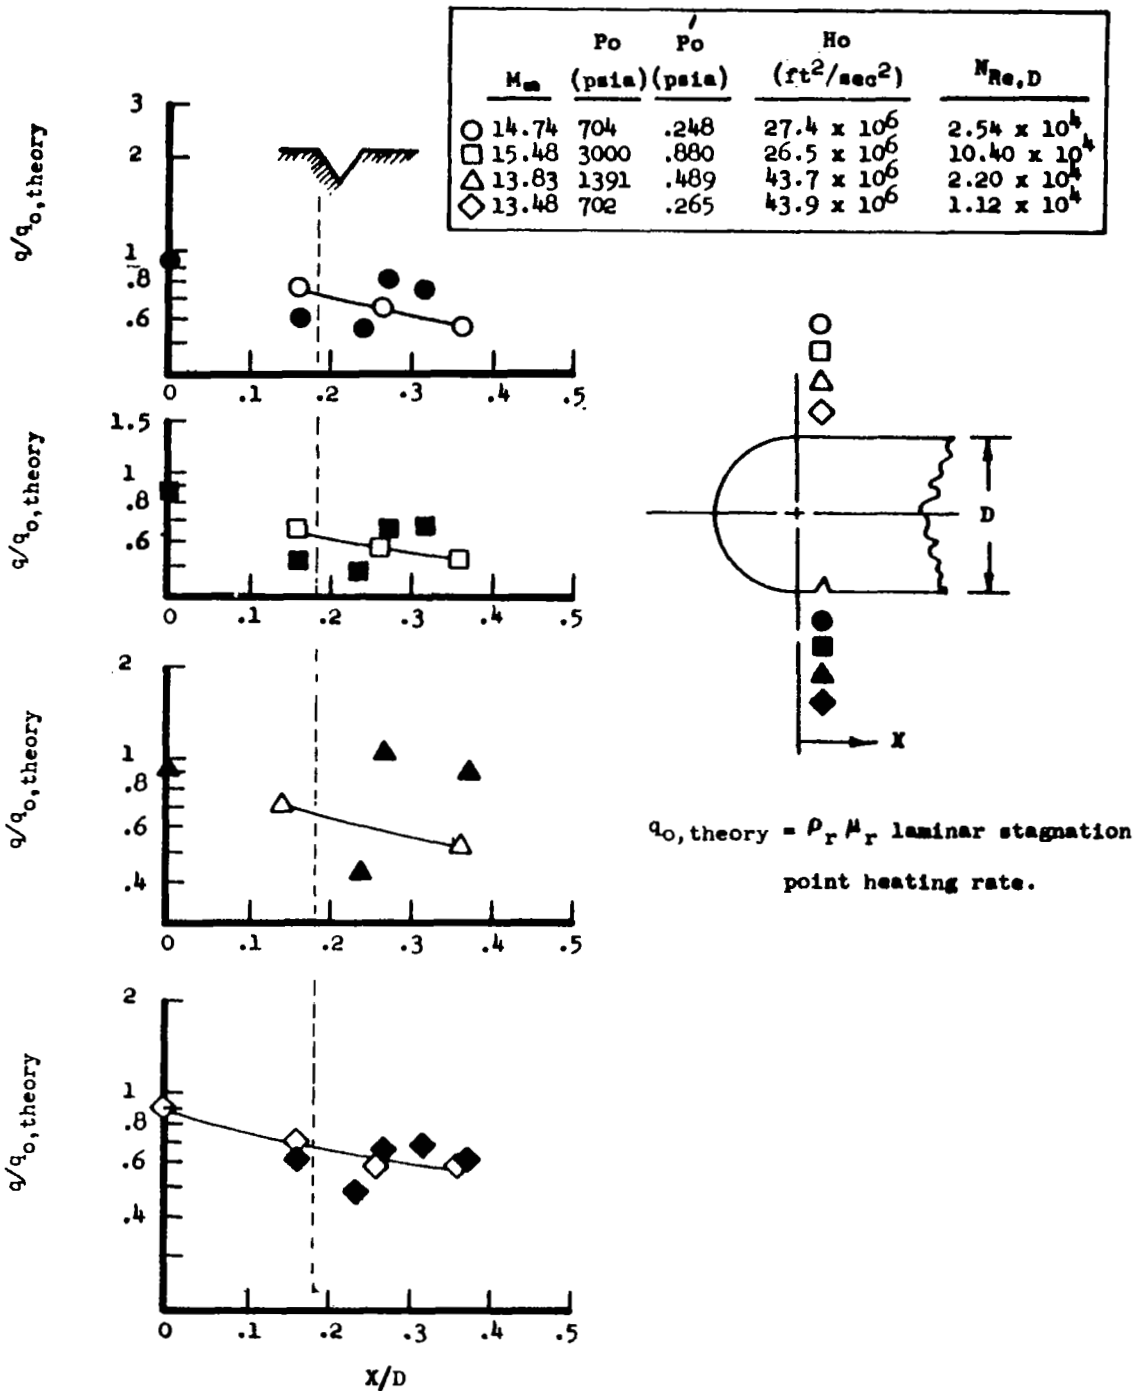 Po Po′ Ho
M∞ (psia) (psia) (ft²/sec²) N_Re,D
14.74 704 .248 27.4 x 10⁶ 2.54 x 10⁴
15.48 3000 .880 26.5 x 10⁶ 10.40 x 10⁴
13.83 1391 .489 43.7 x 10⁶ 2.20 x 10⁴
13.48 702 .265 43.9 x 10⁶ 1.12 x 10⁴
q/q_o,theory
3
2
1
.8
.6
0 .1 .2 .3 .4 .5
q/q_o,theory
1.5
1
.8
.6
0 .1 .2 .3 .4 .5
D
X
q/q_o,theory
2
1
.8
.6
.4
0 .1 .2 .3 .4 .5
q_o,theory = ρ_r μ_r laminar stagnation
point heating rate.
q/q_o,theory
2
1
.8
.6
.4
0 .1 .2 .3 .4 .5
X/D